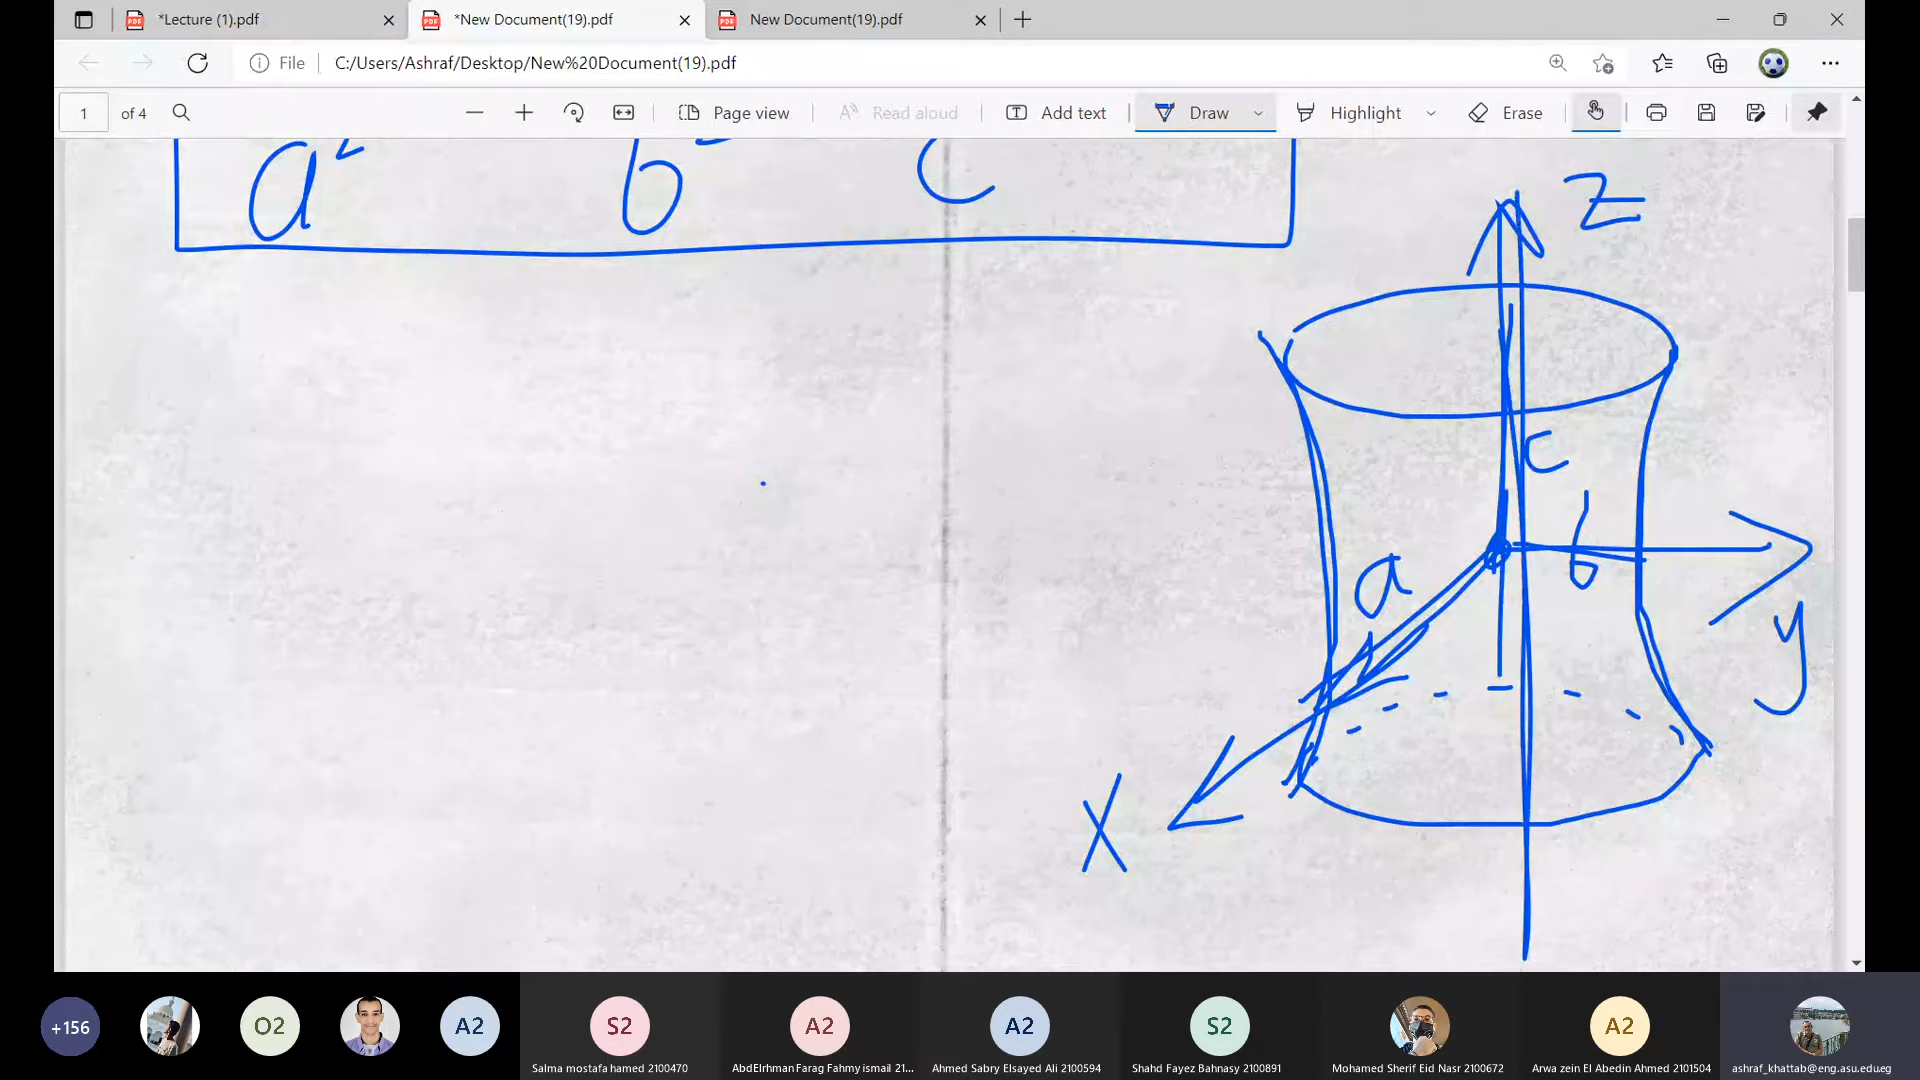 *Lecture (1).pdf
*New Document(19).pdf
New Document(19).pdf
File
C:/Users/Ashraf/Desktop/New%20Document(19).pdf
1 of 4
Page view
Read aloud
Add text
Draw
Highlight
Erase
a² b² c
z
c
b
a
y
x
+156
O2
A2
S2
A2
A2
S2
A2
Salma mostafa hamed 2100470
AbdElrhman Farag Fahmy ismail 21...
Ahmed Sabry Elsayed Ali 2100594
Shahd Fayez Bahnasy 2100891
Mohamed Sherif Eid Nasr 2100672
Arwa zein El Abedin Ahmed 2101504
ashraf_khattab@eng.asu.edu.eg